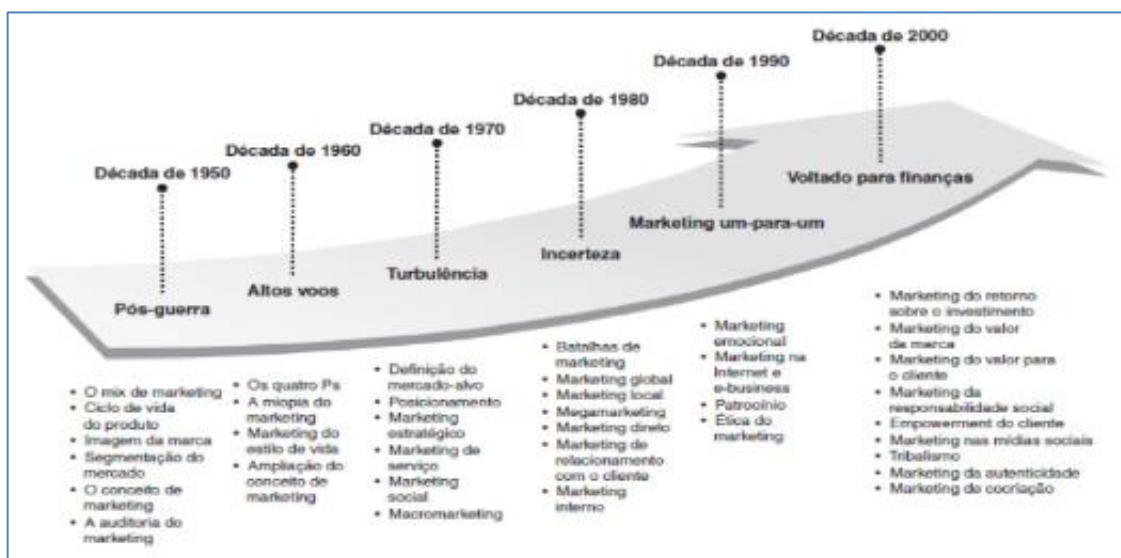 Década de 1950
Década de 1960
Década de 1970
Década de 1980
Década de 1990
Década de 2000
Pós-guerra
Altos voos
Turbulência
Incerteza
Marketing um-para-um
Voltado para finanças
• O mix de marketing
• Ciclo de vida
do produto
• Imagem da marca
• Segmentação do
mercado
• O conceito de
marketing
• A auditoria do
marketing
• Os quatro Ps
• A miopia do
marketing
• Marketing do
estilo de vida
• Ampliação do
conceito de
marketing
• Definição do
mercado-alvo
• Posicionamento
• Marketing
estratégico
• Marketing de
serviço
• Marketing
social
• Macromarketing
• Batalhas de
marketing
• Marketing global
• Marketing local
• Megamarketing
• Marketing direto
• Marketing de
relacionamento
com o cliente
• Marketing
interno
• Marketing
emocional
• Marketing na
Internet e
e-business
• Patrocínio
• Ética do
marketing
• Marketing do retorno
sobre o investimento
• Marketing do valor
da marca
• Marketing do valor para
o cliente
• Marketing da
responsabilidade social
• Empowerment do cliente
• Marketing nas mídias sociais
• Tribalismo
• Marketing da autenticidade
• Marketing de cocriação